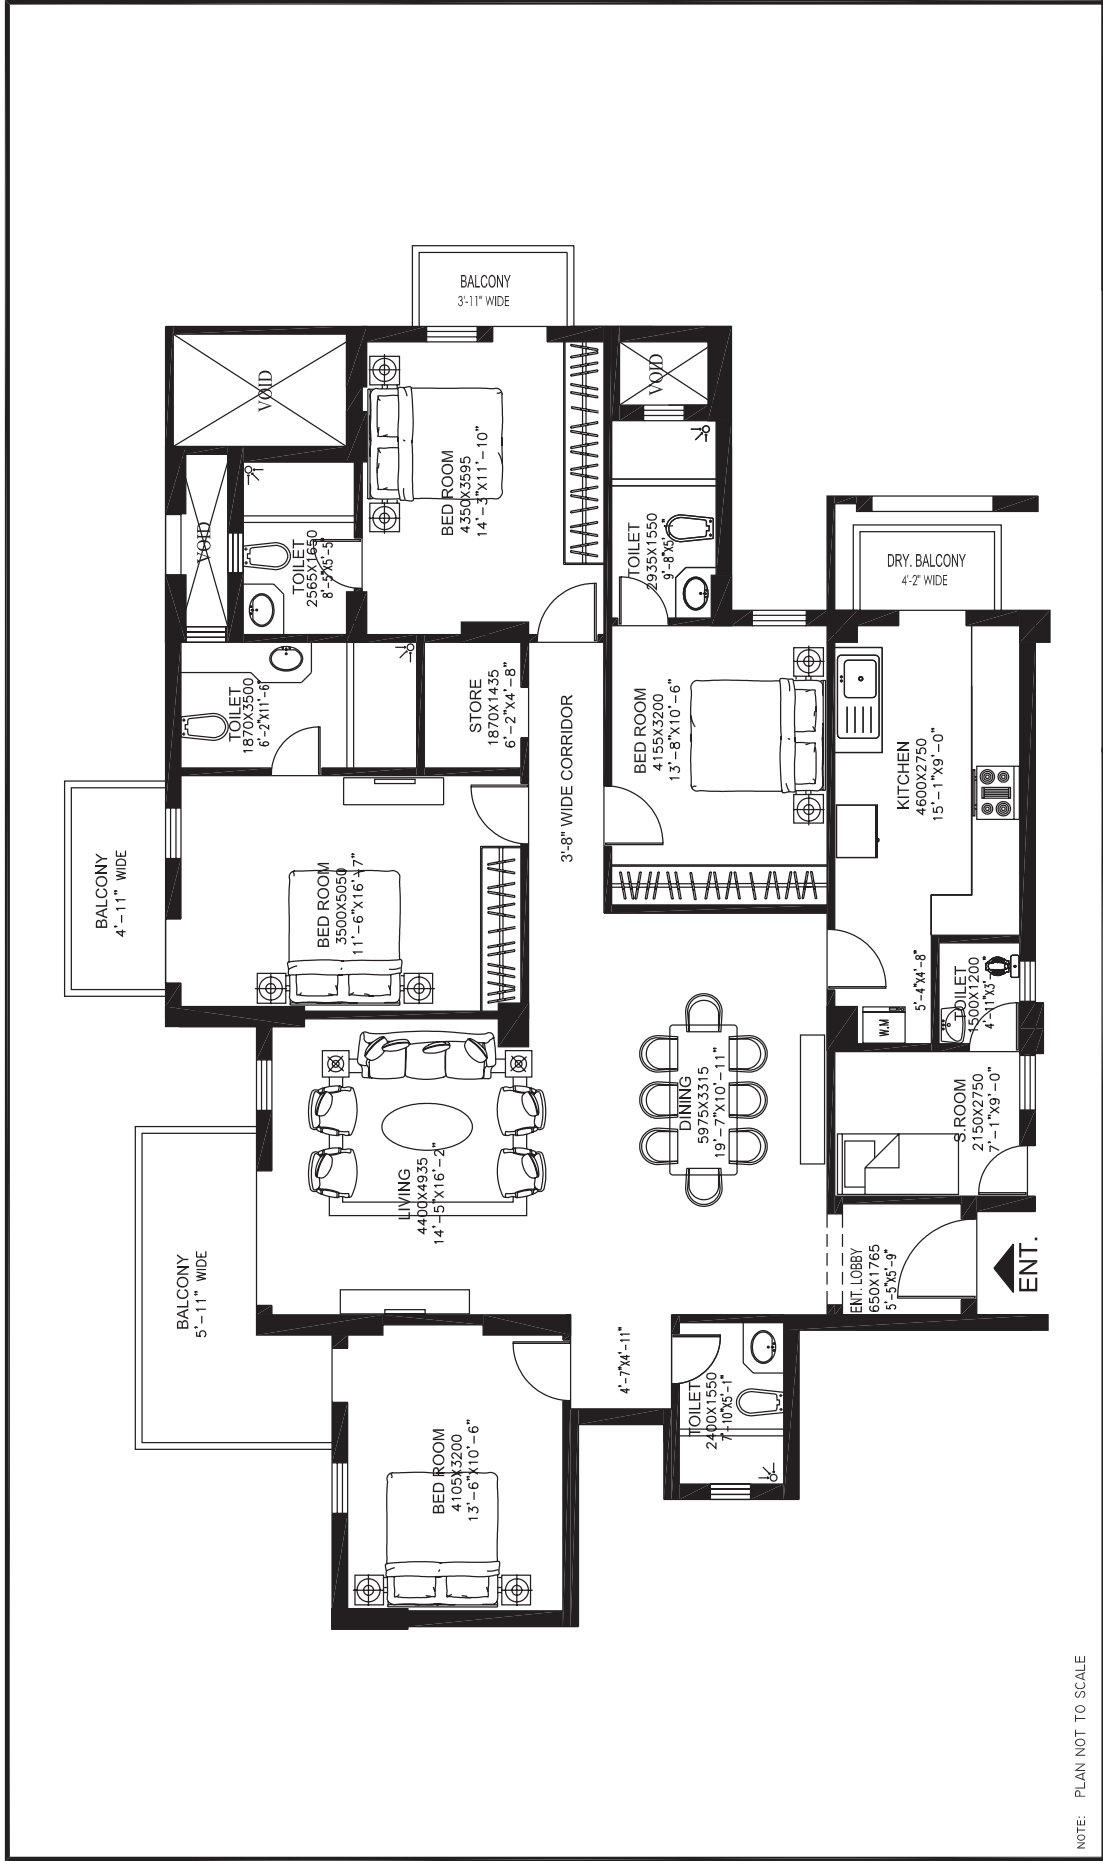 BALCONY
3'-11" WIDE
VOID
VOID
VOID
BED ROOM
4350X3595
14'-3"X11'-10"
TOILET
2565X1650
8'-5"X5'-5"
TOILET
2935X1550
9'-8"X5'
DRY. BALCONY
4'-2" WIDE
TOILET
1870X3500
6'-2"X11'-6"
STORE
1870X1435
6'-2"X4'-8"
3'-8" WIDE CORRIDOR
BED ROOM
4155X3200
13'-8"X10'-6"
KITCHEN
4600X2750
15'-1"X9'-0"
BALCONY
4'-11" WIDE
BED ROOM
3500X5050
11'-6"X16'-7"
5'-4"X4'-8"
W.M
TOILET
1500X1200
4'-11"X3'
LIVING
4400X4935
14'-5"X16'-2"
DINING
5975X3315
19'-7"X10'-11"
S.ROOM
2150X2750
7'-1"X9'-0"
BALCONY
5'-11" WIDE
ENT. LOBBY
650X1765
5'-5"X5'-9"
ENT.
4'-7"X4'-11"
TOILET
2400X1550
7'-10"X5'-1"
BED ROOM
4105X3200
13'-6"X10'-6"
NOTE: PLAN NOT TO SCALE